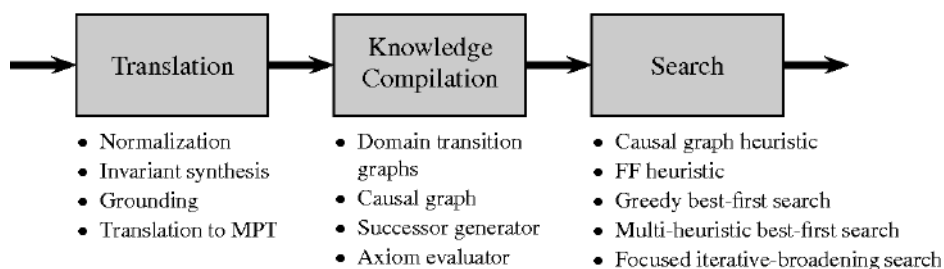 Translation
Knowledge
Compilation
Search
• Normalization
• Invariant synthesis
• Grounding
• Translation to MPT
• Domain transition
graphs
• Causal graph
• Successor generator
• Axiom evaluator
• Causal graph heuristic
• FF heuristic
• Greedy best-first search
• Multi-heuristic best-first search
• Focused iterative-broadening search